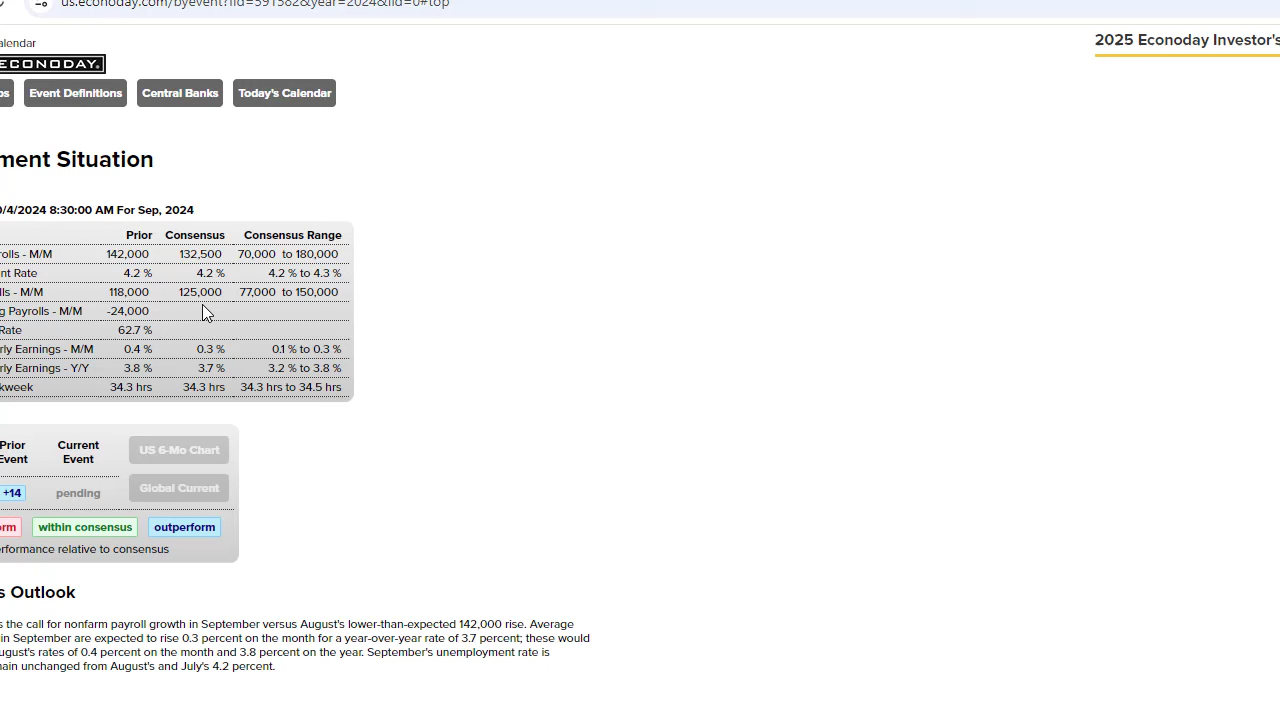 us.econoday.com/byevent?fid=591582&year=2024&lid=0#top
alendar
2025 Econoday Investor's
ECONODAY®
os Event Definitions Central Banks Today's Calendar
ment Situation
0/4/2024 8:30:00 AM For Sep, 2024
Prior Consensus Consensus Range
rolls - M/M 142,000 132,500 70,000 to 180,000
nt Rate 4.2 % 4.2 % 4.2 % to 4.3 %
lls - M/M 118,000 125,000 77,000 to 150,000
g Payrolls - M/M -24,000
Rate 62.7 %
rly Earnings - M/M 0.4 % 0.3 % 0.1 % to 0.3 %
rly Earnings - Y/Y 3.8 % 3.7 % 3.2 % to 3.8 %
kweek 34.3 hrs 34.3 hrs 34.3 hrs to 34.5 hrs
Prior Event Current Event US 6-Mo Chart
Global Current
+14 pending
orm within consensus outperform
erformance relative to consensus
s Outlook
s the call for nonfarm payroll growth in September versus August's lower-than-expected 142,000 rise. Average
in September are expected to rise 0.3 percent on the month for a year-over-year rate of 3.7 percent; these would
ugust's rates of 0.4 percent on the month and 3.8 percent on the year. September's unemployment rate is
nain unchanged from August's and July's 4.2 percent.